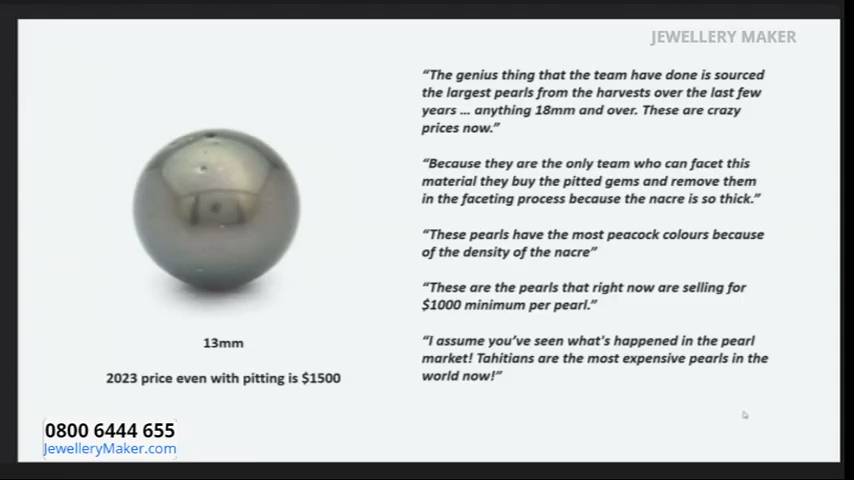 JEWELLERY MAKER
“The genius thing that the team have done is sourced
the largest pearls from the harvests over the last few
years ... anything 18mm and over. These are crazy
prices now.”
“Because they are the only team who can facet this
material they buy the pitted gems and remove them
in the faceting process because the nacre is so thick.”
“These pearls have the most peacock colours because
of the density of the nacre”
“These are the pearls that right now are selling for
$1000 minimum per pearl.”
“I assume you’ve seen what's happened in the pearl
market! Tahitians are the most expensive pearls in the
world now!”
13mm
2023 price even with pitting is $1500
0800 6444 655
JewelleryMaker.com